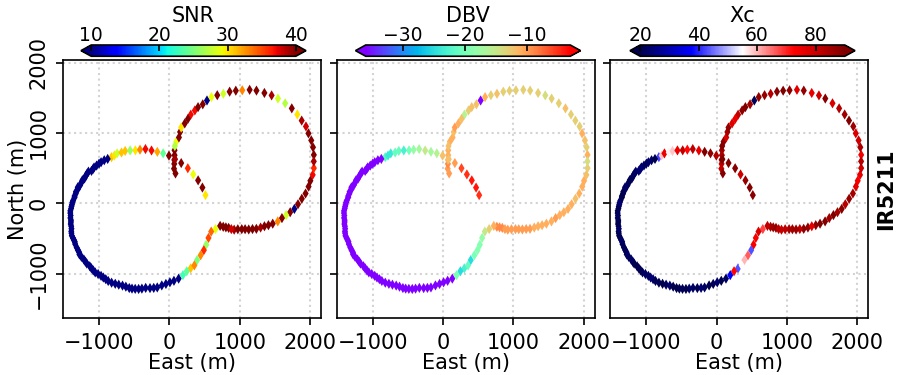 SNR DBV Xc
10 20 30 40 −30 −20 −10 20 40 60 80
2000
1000
0
−1000
North (m)
IR5211
−1000 0 1000 2000 −1000 0 1000 2000 −1000 0 1000 2000
East (m) East (m) East (m)